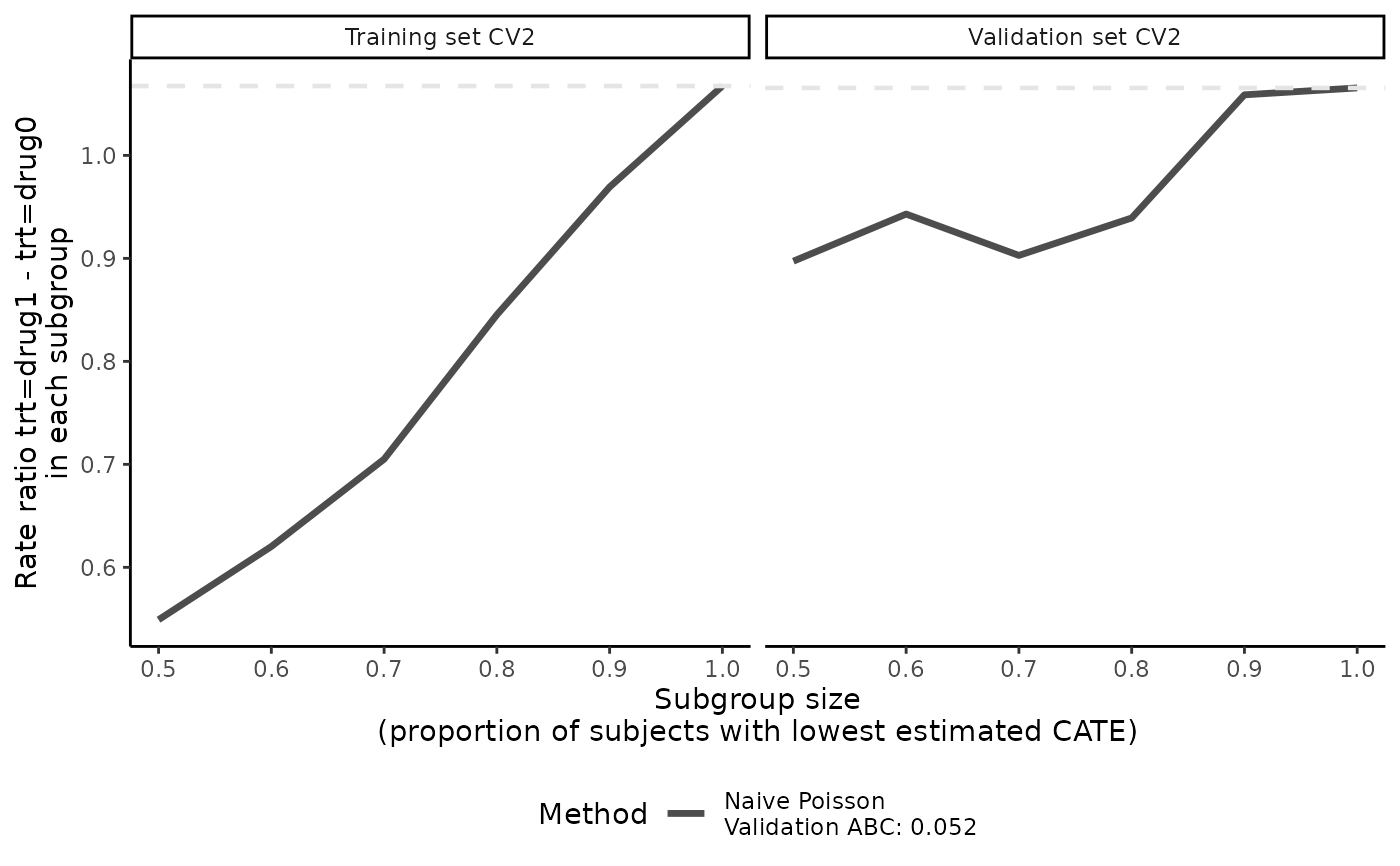 Training set CV2
Validation set CV2
Rate ratio trt=drug1 - trt=drug0
in each subgroup
1.0
0.9
0.8
0.7
0.6
0.5 0.6 0.7 0.8 0.9 1.0
0.5 0.6 0.7 0.8 0.9 1.0
Subgroup size
(proportion of subjects with lowest estimated CATE)
Method
Naive Poisson
Validation ABC: 0.052